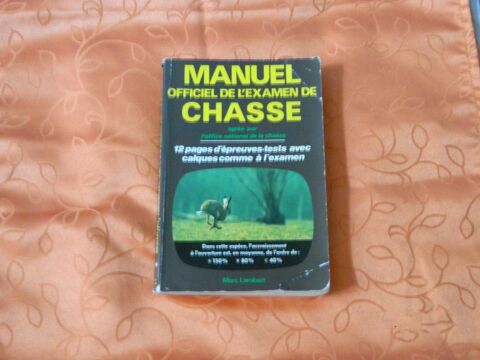 MANUEL
OFFICIEL DE L'EXAMEN DE
CHASSE
agréé par
l'office national de la chasse
12 pages d'épreuves-tests avec
calques comme à l'examen
Dans cette espèce, l'accroissement
à l'ouverture est, en moyenne, de l'ordre de :
150% 80% 40%
Marc Lambert